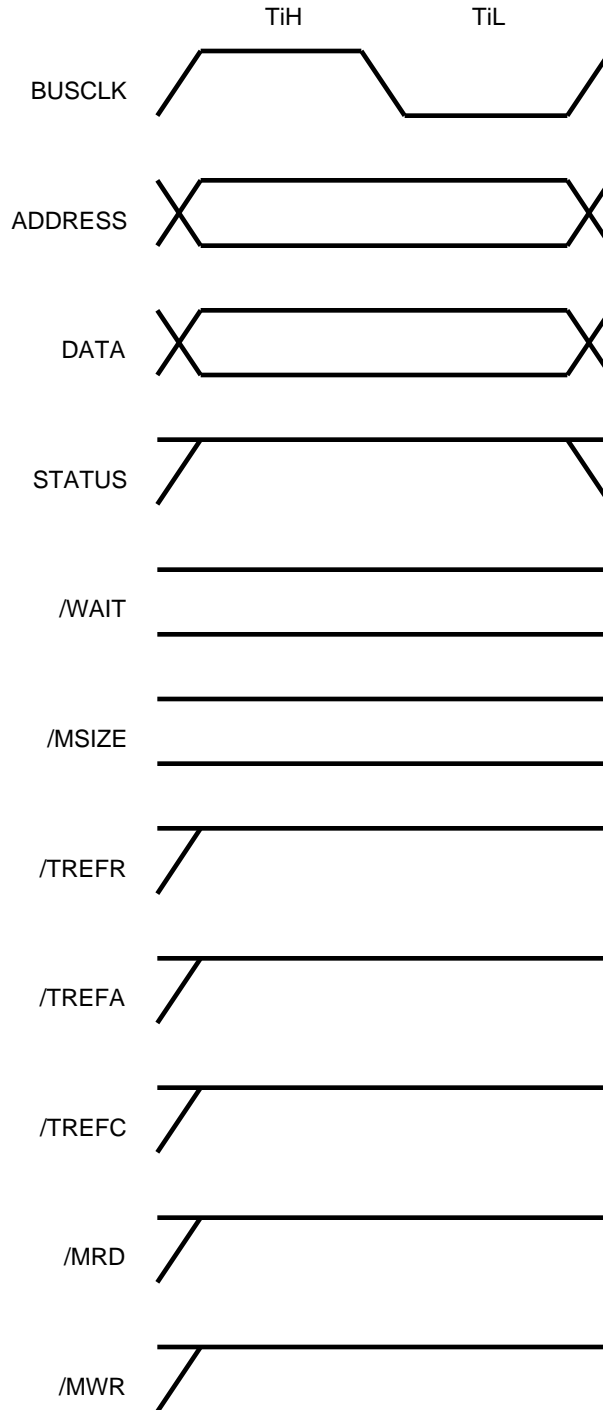 TiH TiL
BUSCLK
ADDRESS
DATA
STATUS
/WAIT
/MSIZE
/TREFR
/TREFA
/TREFC
/MRD
/MWR